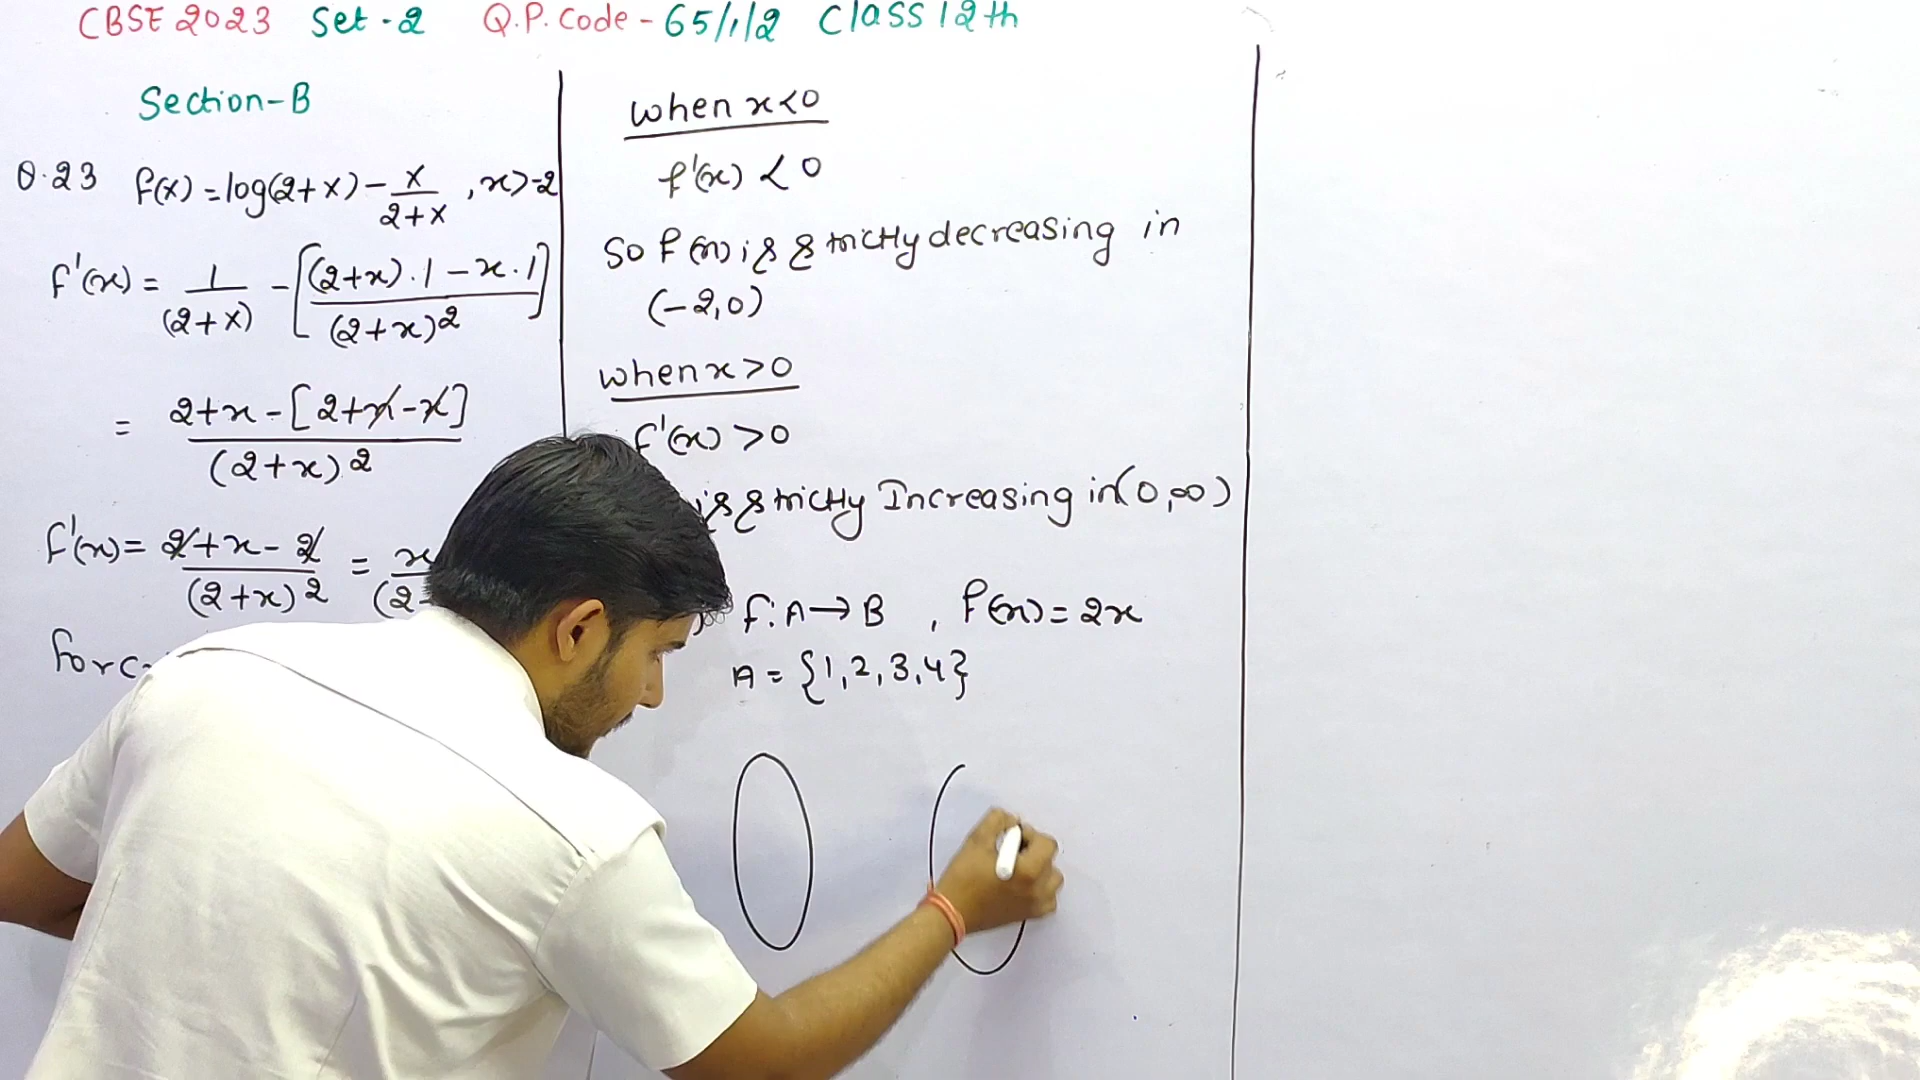 CBSE 2023 Set-2 Q.P. Code - 65/1/2 Class 12th
Section-B
Q.23 f(x) = log(2+x) - x/(2+x), x>-2
f'(x) = 1/(2+x) - [((2+x).1 - x.1)/(2+x)²]
= (2+x-[2+x-x])/(2+x)²
f'(x) = (2+x-2)/(2+x)² = x
when x<0
f'(x) < 0
So f(x) is strictly decreasing in
(-2,0)
when x>0
f'(x) >0
is strictly Increasing in (0,∞)
f: A→B , f(x) = 2x
A = {1,2,3,4}